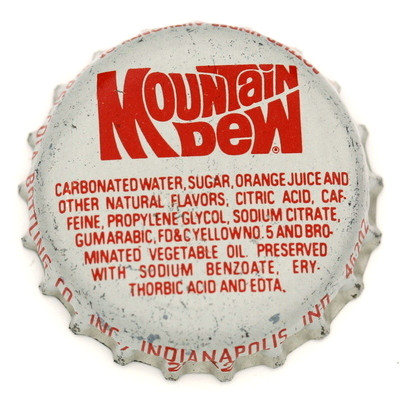 MOUNTAIN
DEW®
CARBONATED WATER, SUGAR, ORANGE JUICE AND
OTHER NATURAL FLAVORS, CITRIC ACID, CAF-
FEINE, PROPYLENE GLYCOL, SODIUM CITRATE,
GUM ARABIC, FD&C YELLOW NO. 5 AND BRO-
MINATED VEGETABLE OIL. PRESERVED
WITH SODIUM BENZOATE, ERY-
THORBIC ACID AND EDTA.
CO., INC., INDIANAPOLIS, IND.